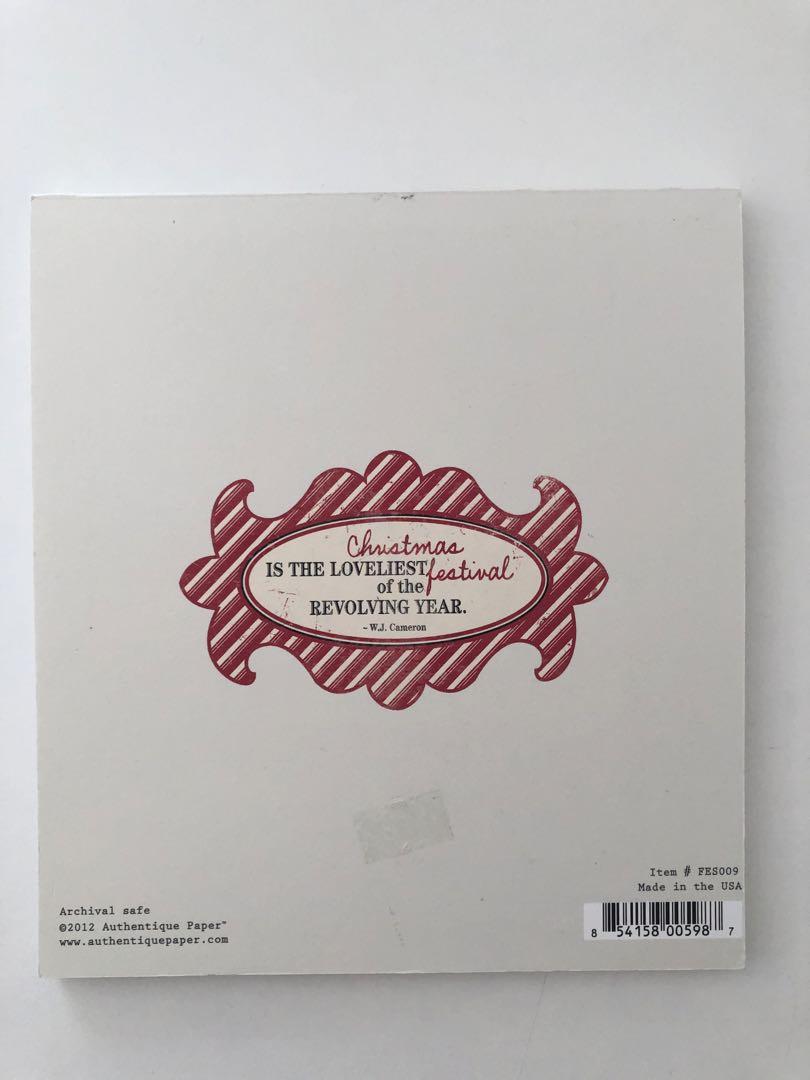 Christmas
IS THE LOVELIEST festival
of the
REVOLVING YEAR.
~ W.J. Cameron
Item # FES009
Made in the USA
Archival safe
©2012 Authentique Paper™
www.authentiquepaper.com
8 54158 00598 7